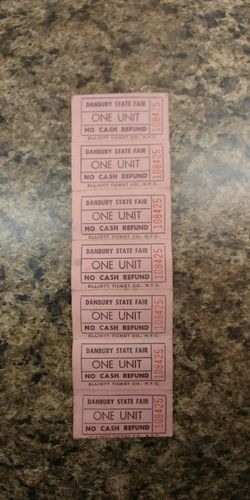 DANBURY STATE FAIR
ONE UNIT
NO CASH REFUND
108425
ELLIOTT TICKET CO., N.Y.C.
DANBURY STATE FAIR
ONE UNIT
NO CASH REFUND
108425
ELLIOTT TICKET CO., N.Y.C.
DANBURY STATE FAIR
ONE UNIT
NO CASH REFUND
108425
ELLIOTT TICKET CO., N.Y.C.
DANBURY STATE FAIR
ONE UNIT
NO CASH REFUND
108425
ELLIOTT TICKET CO., N.Y.C.
DANBURY STATE FAIR
ONE UNIT
NO CASH REFUND
108425
ELLIOTT TICKET CO., N.Y.C.
DANBURY STATE FAIR
ONE UNIT
NO CASH REFUND
108425
ELLIOTT TICKET CO., N.Y.C.
DANBURY STATE FAIR
ONE UNIT
NO CASH REFUND
108425
ELLIOTT TICKET CO., N.Y.C.